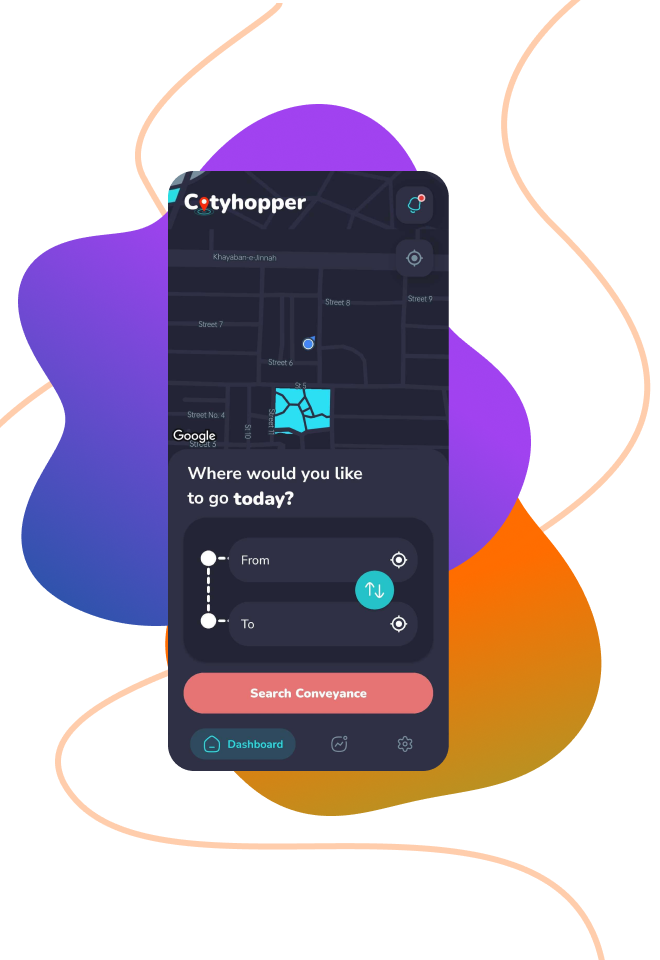 Cityhopper
Khayaban-e-Jinnah
Street 8
Street 9
Street 7
Street 6
St 5
Street No. 4
St 10
Street 11
Google
Street 3
Where would you like
to go today?
From
To
Search Conveyance
Dashboard